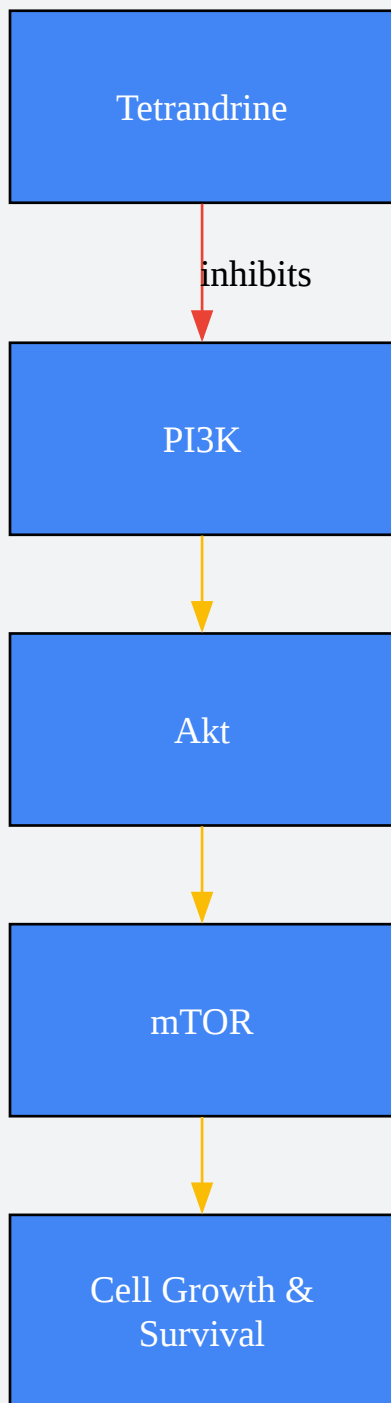 Tetrandrine
inhibits
PI3K
Akt
mTOR
Cell Growth &
Survival